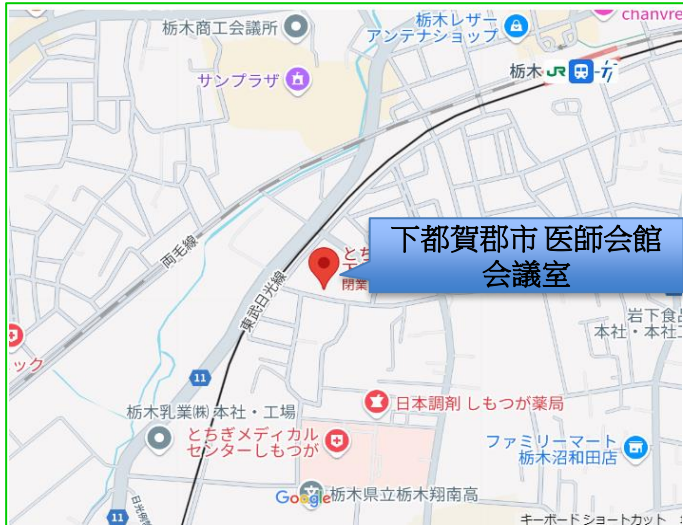 chanvre
栃木レザー
アンテナショップ
栃木商工会議所
栃木 JR
サンプラザ
両毛線
下都賀郡市 医師会館
会議室
とち
閉業
東武日光線
岩下食品
本社・本社工
ック
11
日本調剤 しもつが薬局
栃木乳業㈱ 本社・工場
とちぎメディカル
センターしもつが
ファミリーマート
栃木沼和田店
Google
栃木県立栃木翔南高
11
キーボード ショートカット